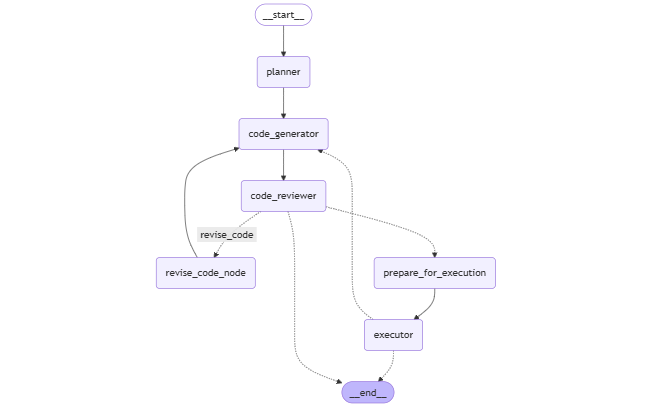 __start__
planner
code_generator
code_reviewer
revise_code
revise_code_node
prepare_for_execution
executor
__end__